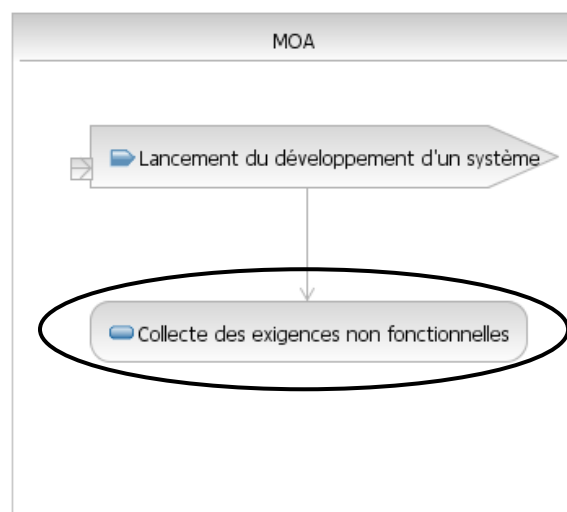 MOA
Lancement du développement d'un système
Collecte des exigences non fonctionnelles